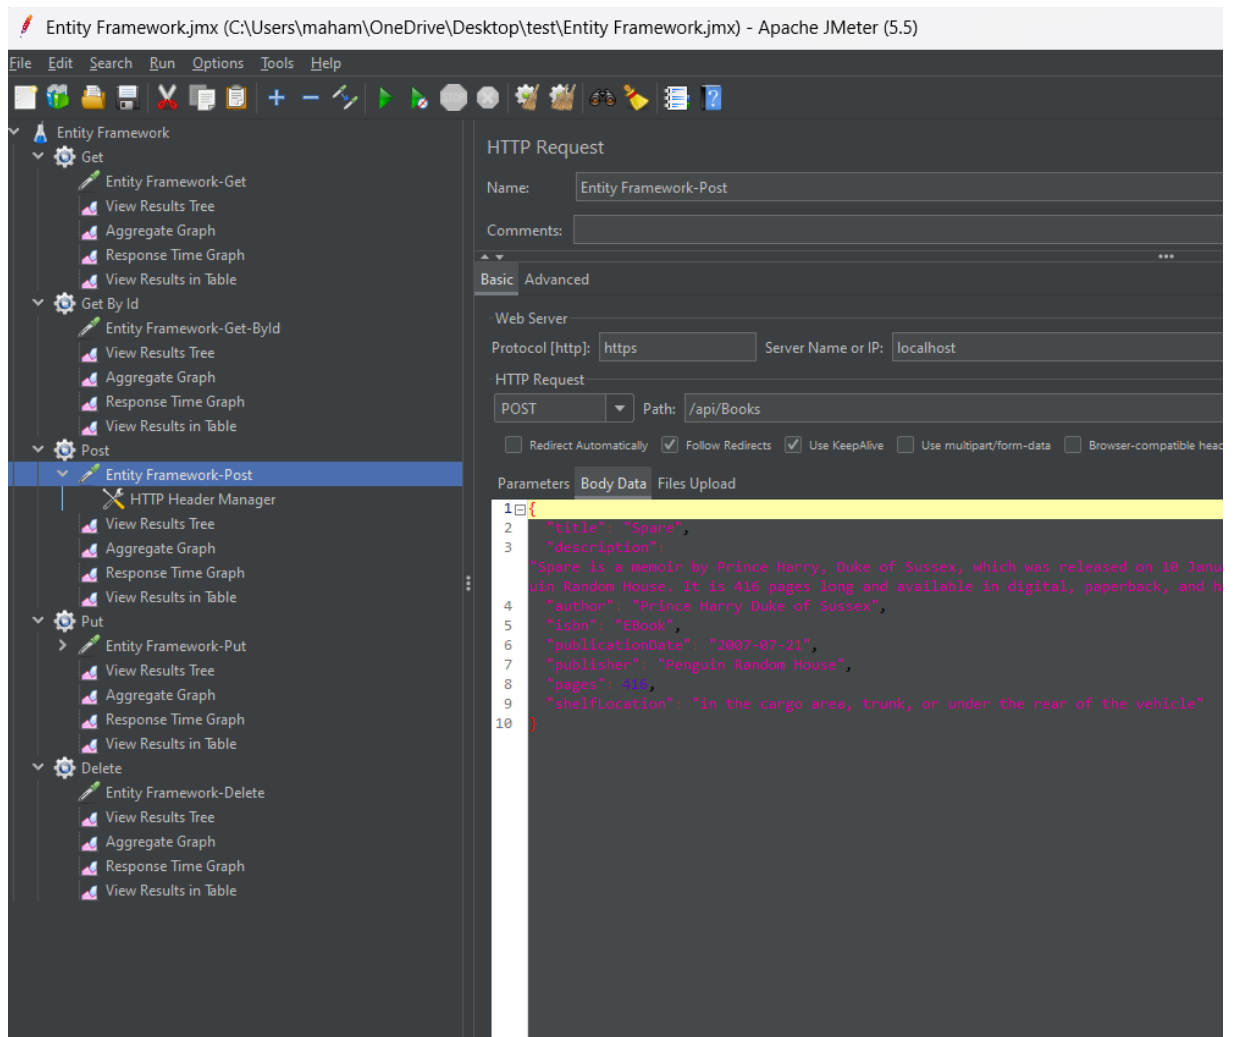 Entity Framework.jmx (C:\Users\maham\OneDrive\Desktop\test\Entity Framework.jmx) - Apache JMeter (5.5)
File Edit Search Run Options Tools Help
Entity Framework
Get
Entity Framework-Get
View Results Tree
Aggregate Graph
Response Time Graph
View Results in Table
Get By Id
Entity Framework-Get-ById
View Results Tree
Aggregate Graph
Response Time Graph
View Results in Table
Post
Entity Framework-Post
HTTP Header Manager
View Results Tree
Aggregate Graph
Response Time Graph
View Results in Table
Put
Entity Framework-Put
View Results Tree
Aggregate Graph
Response Time Graph
View Results in Table
Delete
Entity Framework-Delete
View Results Tree
Aggregate Graph
Response Time Graph
View Results in Table
HTTP Request
Name: Entity Framework-Post
Comments:
Basic Advanced
Web Server
Protocol [http]: https Server Name or IP: localhost
HTTP Request
POST Path: /api/Books
Redirect Automatically Follow Redirects Use KeepAlive Use multipart/form-data Browser-compatible head
Parameters Body Data Files Upload
1 {
2 "title": "Spare",
3 "description":
"Spare is a memoir by Prince Harry, Duke of Sussex, which was released on 10 Janu
uin Random House. It is 416 pages long and available in digital, paperback, and h
4 "author": "Prince Harry Duke of Sussex",
5 "isbn": "EBook",
6 "publicationDate": "2007-07-21",
7 "publisher": "Penguin Random House",
8 "pages": 416,
9 "shelfLocation": "in the cargo area, trunk, or under the rear of the vehicle"
10 }